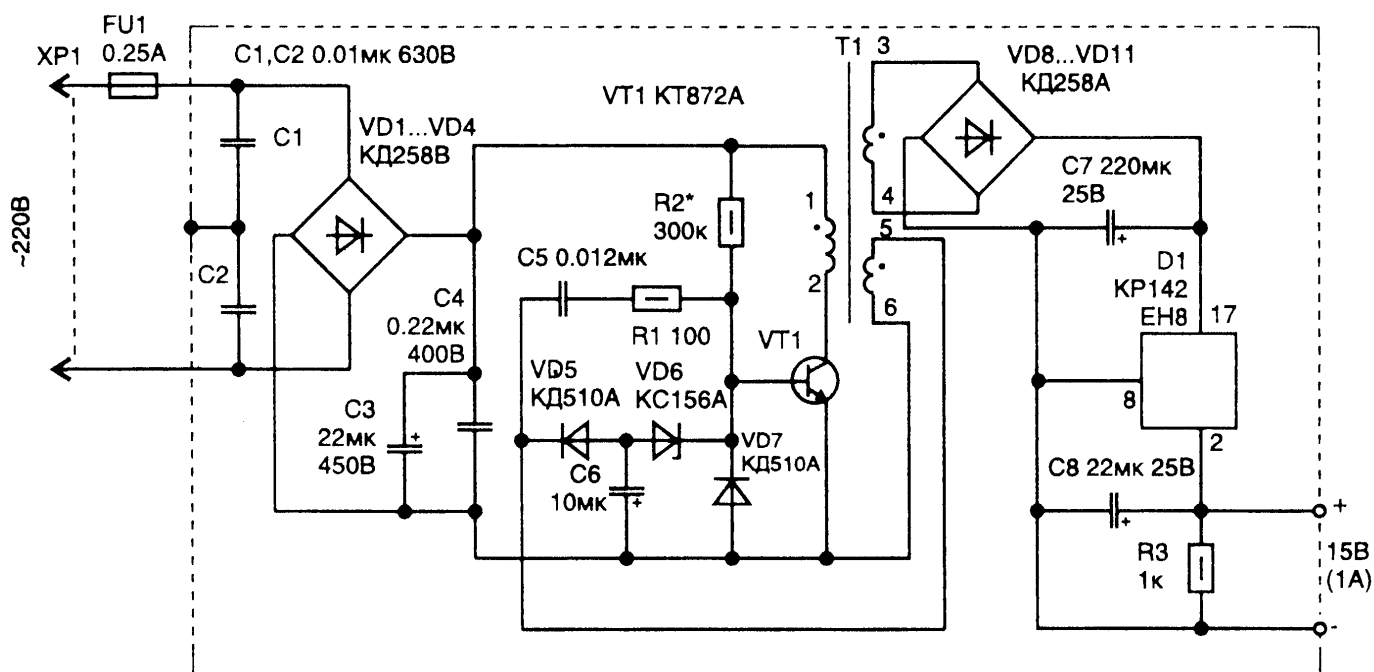 FU1
0.25А
XP1
~220В
C1,C2 0.01мк 630В
C1
C2
VD1...VD4
КД258В
VT1 КТ872А
R2*
300к
C5 0.012мк
R1 100
C4
0.22мк
400В
C3
22мк
450В
+
VD5
КД510А
VD6
КС156А
VT1
VD7
КД510А
C6
10мк
+
T1
3
4
5
6
1
2
VD8...VD11
КД258А
C7 220мк
25В
+
D1
КР142
ЕН8
17
8
2
C8 22мк 25В
+
R3
1к
+
15В
(1А)
-